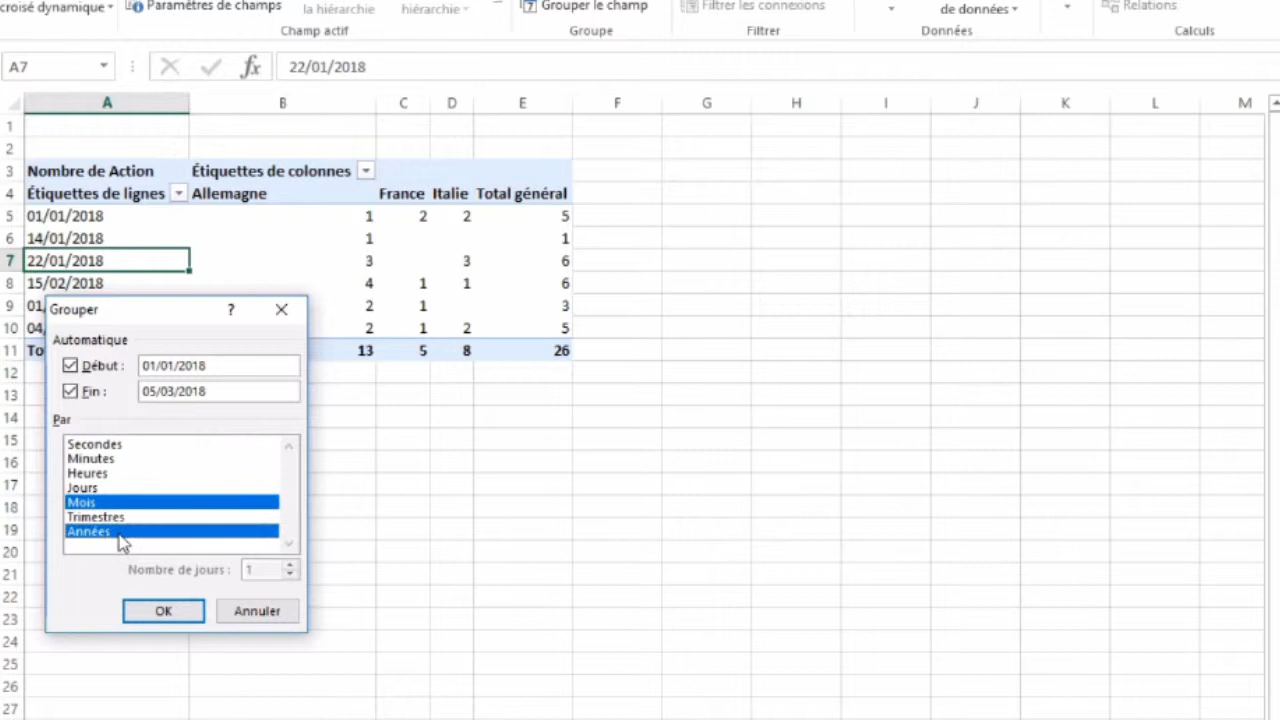 croisé dynamique Paramètres de champs la hiérarchie hiérarchie Grouper le champ Filtrer les connexions de données Relations
Champ actif Groupe Filtrer Données Calculs
A7 fx 22/01/2018
A B C D E F G H I J K L M
1
2
3 Nombre de Action Étiquettes de colonnes
4 Étiquettes de lignes Allemagne France Italie Total général
5 01/01/2018 1 2 2 5
6 14/01/2018 1 1
7 22/01/2018 3 3 6
8 15/02/2018 4 1 1 6
9 01/ 2 1 3
10 04/ 2 1 2 5
11 To 13 5 8 26
12
13
14
15
16
17
18
19
20
21
22
23
24
25
26
27
Grouper ? ×
Automatique
Début : 01/01/2018
Fin : 05/03/2018
Par
Secondes
Minutes
Heures
Jours
Mois
Trimestres
Années
Nombre de jours : 1
OK Annuler